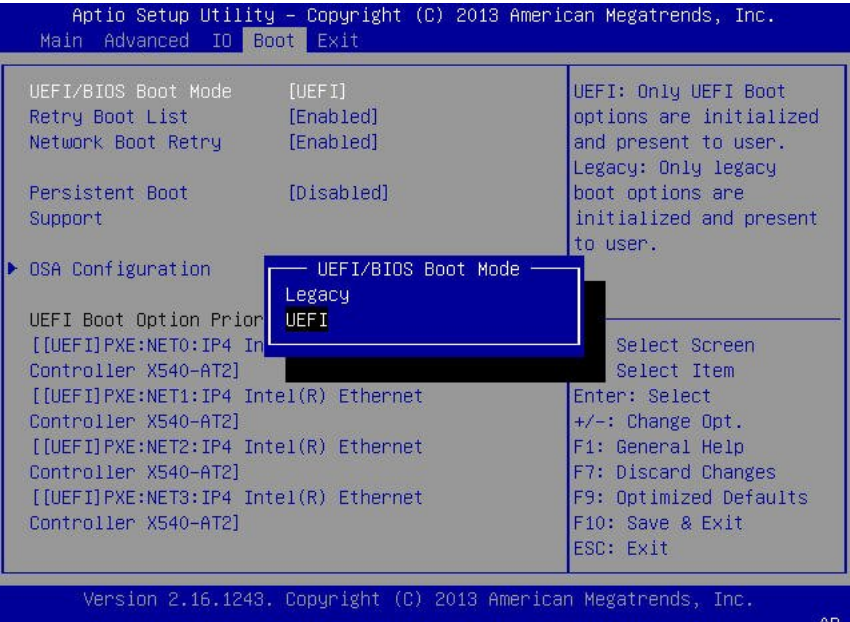 Aptio Setup Utility – Copyright (C) 2013 American Megatrends, Inc.
Main Advanced IO Boot Exit
UEFI/BIOS Boot Mode [UEFI]
Retry Boot List [Enabled]
Network Boot Retry [Enabled]
Persistent Boot [Disabled]
Support
OSA Configuration
UEFI Boot Option Prior
[[UEFI]PXE:NET0:IP4 In
Controller X540-AT2]
[[UEFI]PXE:NET1:IP4 Intel(R) Ethernet
Controller X540-AT2]
[[UEFI]PXE:NET2:IP4 Intel(R) Ethernet
Controller X540-AT2]
[[UEFI]PXE:NET3:IP4 Intel(R) Ethernet
Controller X540-AT2]
UEFI/BIOS Boot Mode
Legacy
UEFI
UEFI: Only UEFI Boot
options are initialized
and present to user.
Legacy: Only legacy
boot options are
initialized and present
to user.
Select Screen
Select Item
Enter: Select
+/-: Change Opt.
F1: General Help
F7: Discard Changes
F9: Optimized Defaults
F10: Save & Exit
ESC: Exit
Version 2.16.1243. Copyright (C) 2013 American Megatrends, Inc.